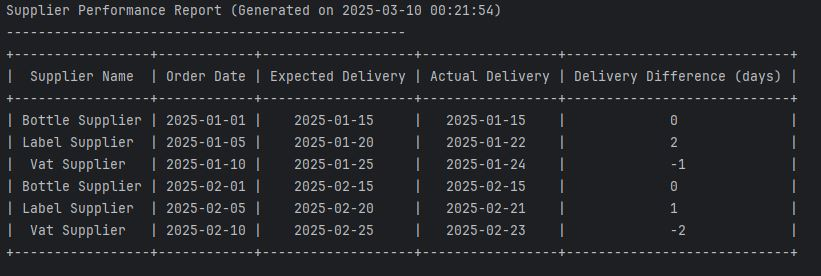 Supplier Performance Report (Generated on 2025-03-10 00:21:54)
--------------------------------------------------
+-----------------+------------+-------------------+-----------------+----------------------------+
|  Supplier Name  | Order Date | Expected Delivery | Actual Delivery | Delivery Difference (days) |
+-----------------+------------+-------------------+-----------------+----------------------------+
| Bottle Supplier | 2025-01-01 |     2025-01-15    |    2025-01-15   |             0              |
| Label Supplier  | 2025-01-05 |     2025-01-20    |    2025-01-22   |             2              |
|   Vat Supplier  | 2025-01-10 |     2025-01-25    |    2025-01-24   |             -1             |
| Bottle Supplier | 2025-02-01 |     2025-02-15    |    2025-02-15   |             0              |
| Label Supplier  | 2025-02-05 |     2025-02-20    |    2025-02-21   |             1              |
|   Vat Supplier  | 2025-02-10 |     2025-02-25    |    2025-02-23   |             -2             |
+-----------------+------------+-------------------+-----------------+----------------------------+